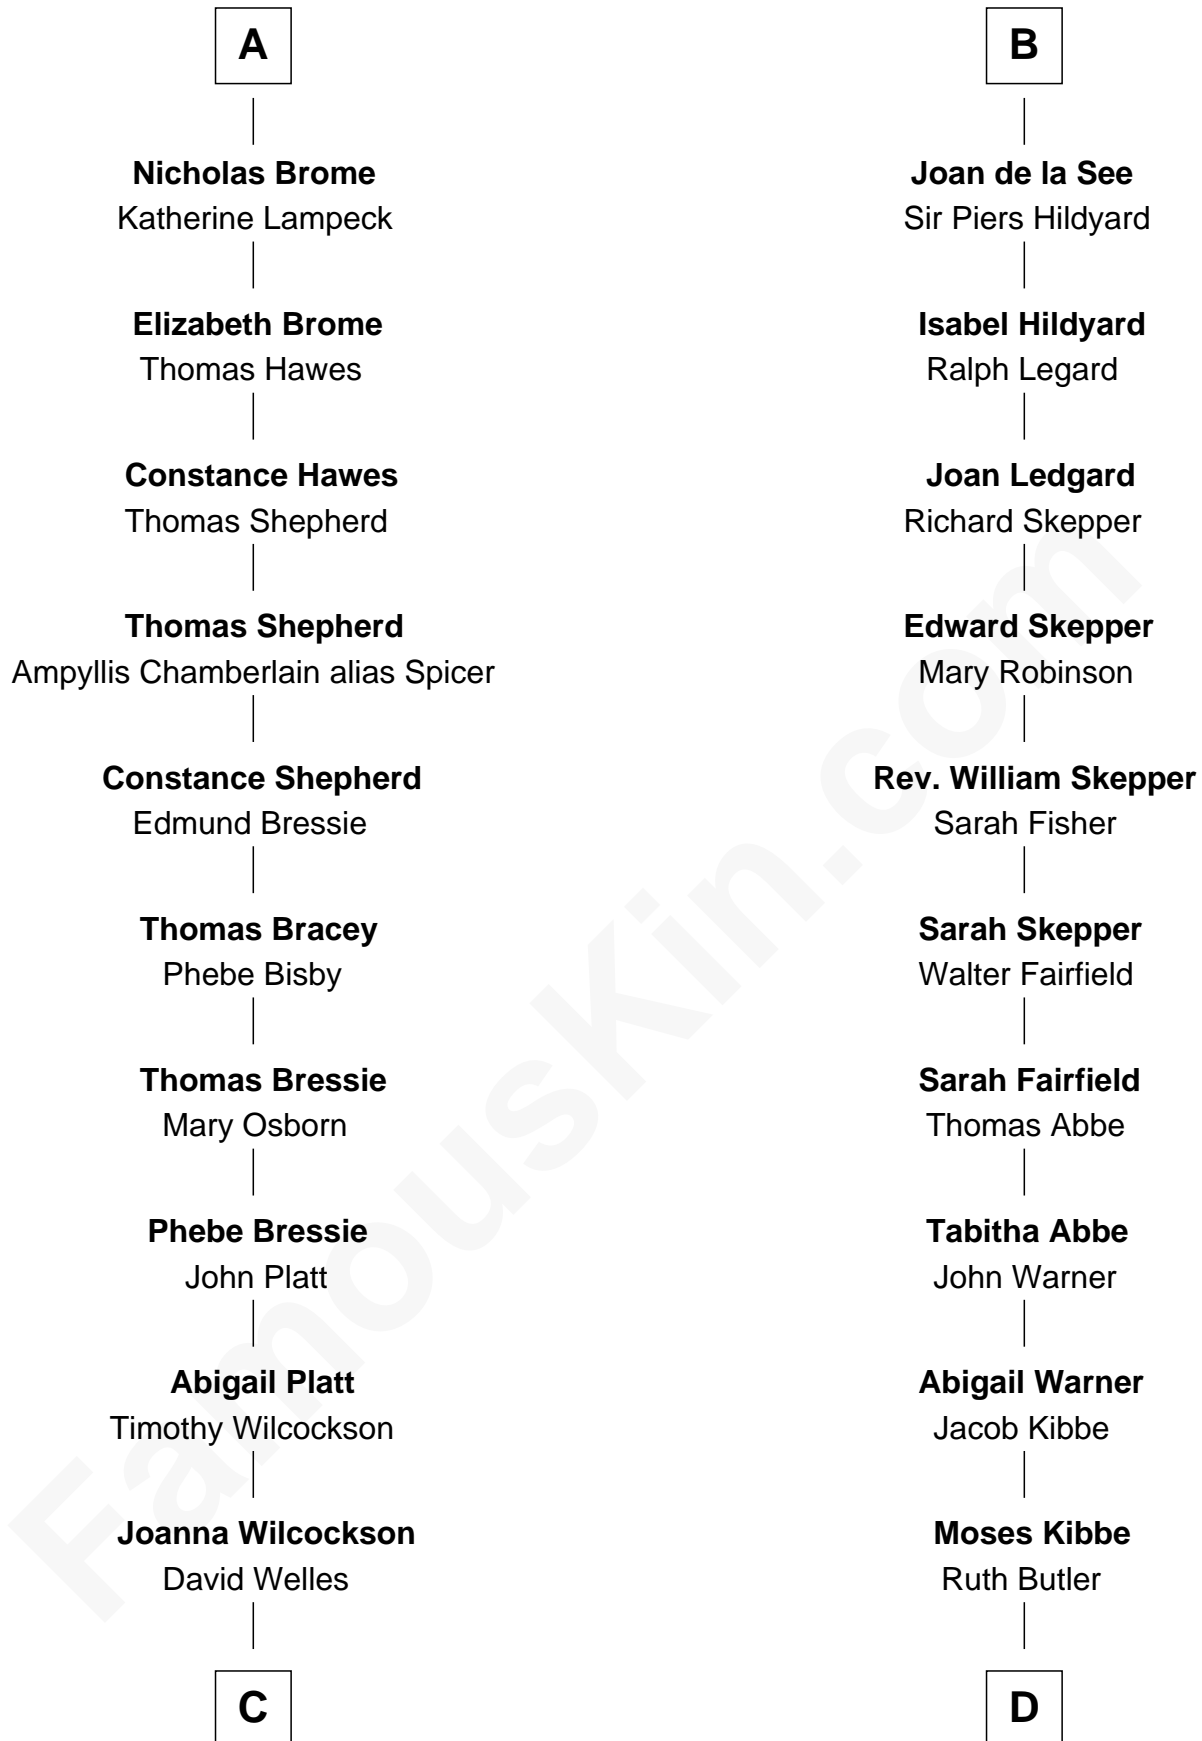 A
Nicholas Brome
Katherine Lampeck
Elizabeth Brome
Thomas Hawes
Constance Hawes
Thomas Shepherd
Thomas Shepherd
Ampyllis Chamberlain alias Spicer
Constance Shepherd
Edmund Bressie
Thomas Bracey
Phebe Bisby
Thomas Bressie
Mary Osborn
Phebe Bressie
John Platt
Abigail Platt
Timothy Wilcockson
Joanna Wilcockson
David Welles
C
B
Joan de la See
Sir Piers Hildyard
Isabel Hildyard
Ralph Legard
Joan Ledgard
Richard Skepper
Edward Skepper
Mary Robinson
Rev. William Skepper
Sarah Fisher
Sarah Skepper
Walter Fairfield
Sarah Fairfield
Thomas Abbe
Tabitha Abbe
John Warner
Abigail Warner
Jacob Kibbe
Moses Kibbe
Ruth Butler
D
FamousKin.com